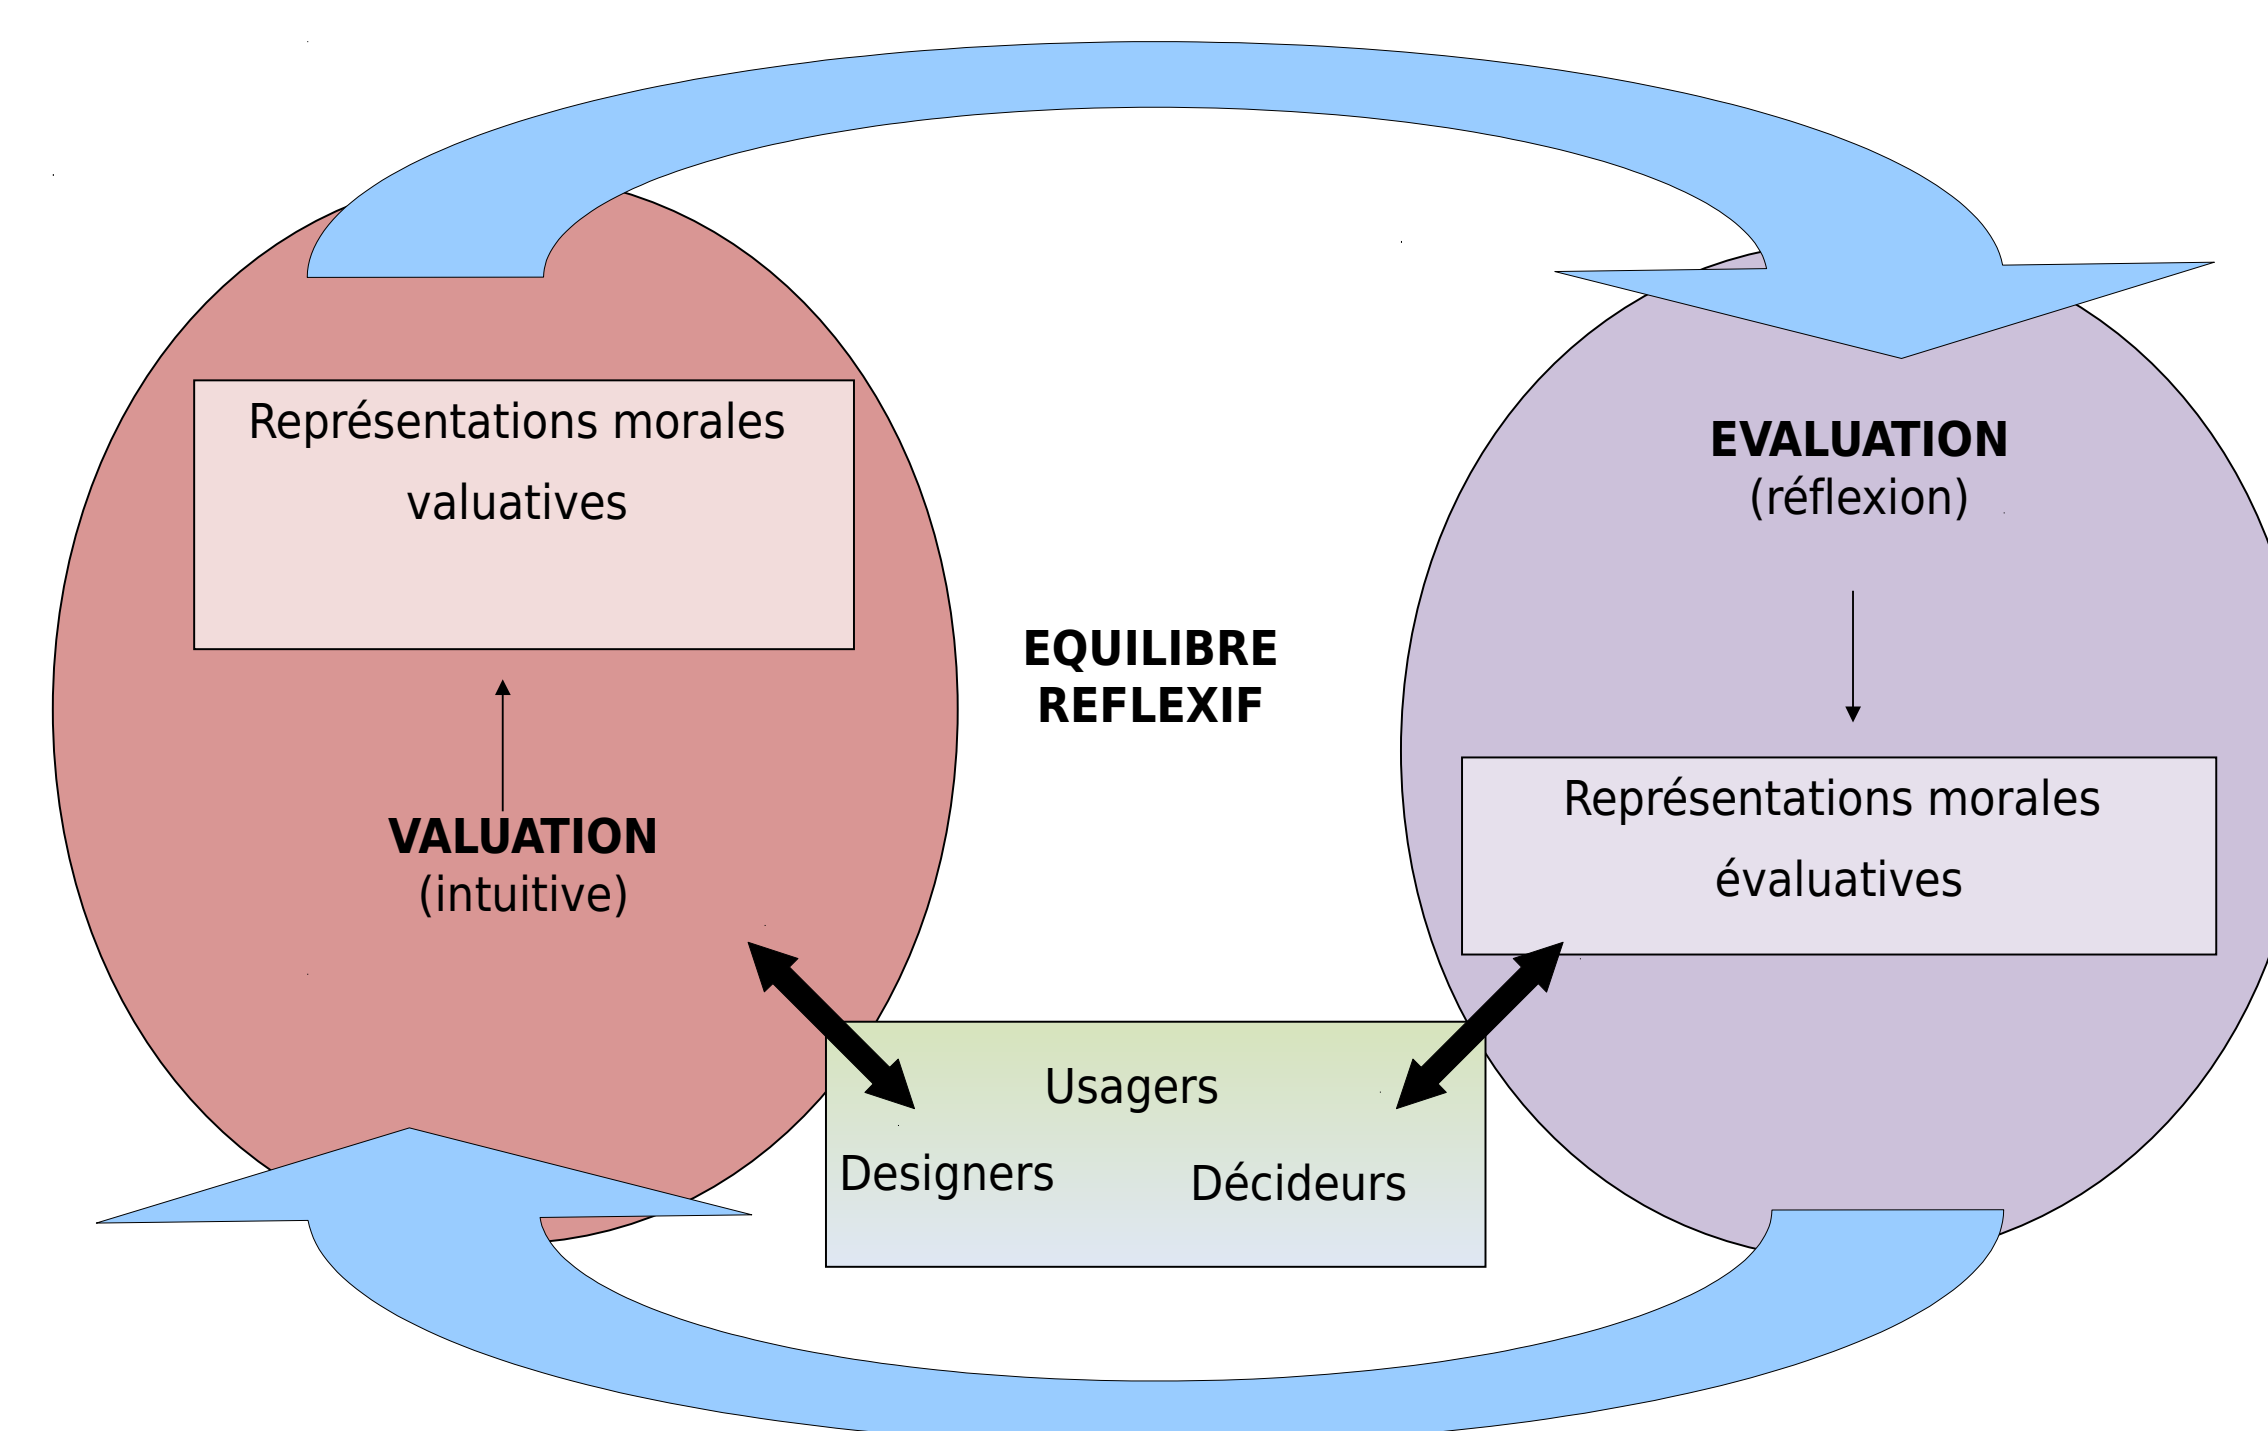 Représentations morales
valuatives
VALUATION
(intuitive)
EQUILIBRE
REFLEXIF
EVALUATION
(réflexion)
Représentations morales
évaluatives
Usagers
Designers
Décideurs